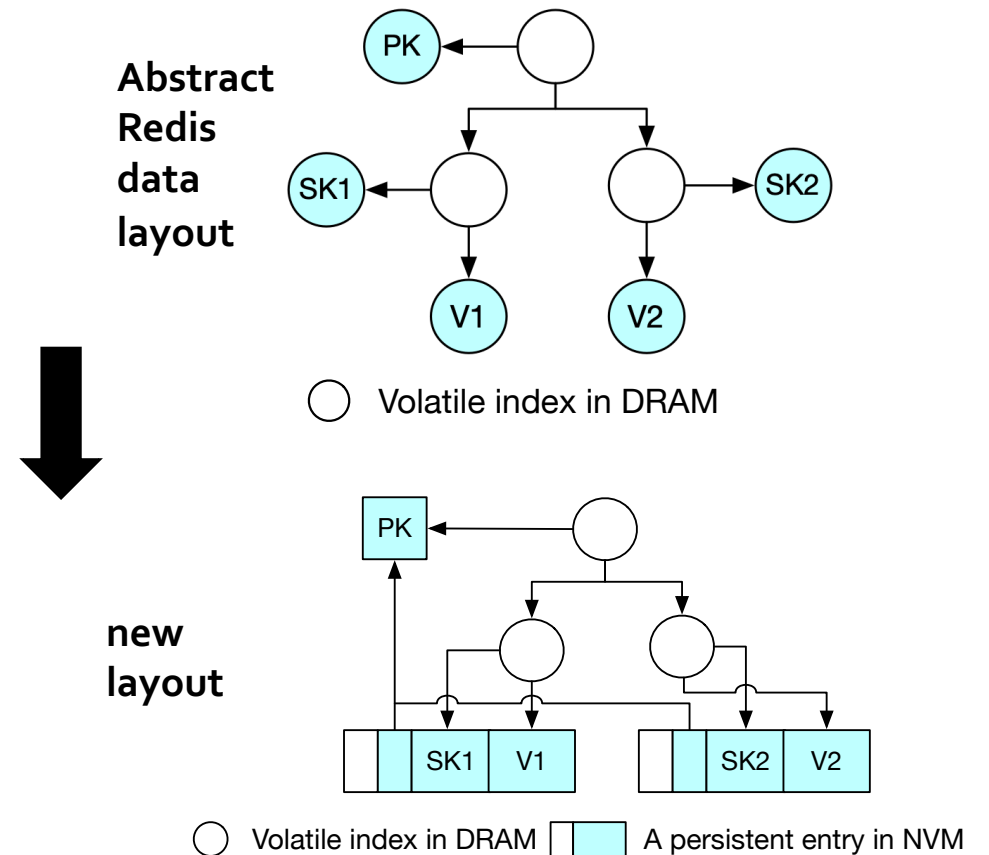 PK
Abstract
Redis
data
layout
SK1
SK2
V1
V2
Volatile index in DRAM
PK
new
layout
SK1 V1
SK2 V2
Volatile index in DRAM
A persistent entry in NVM